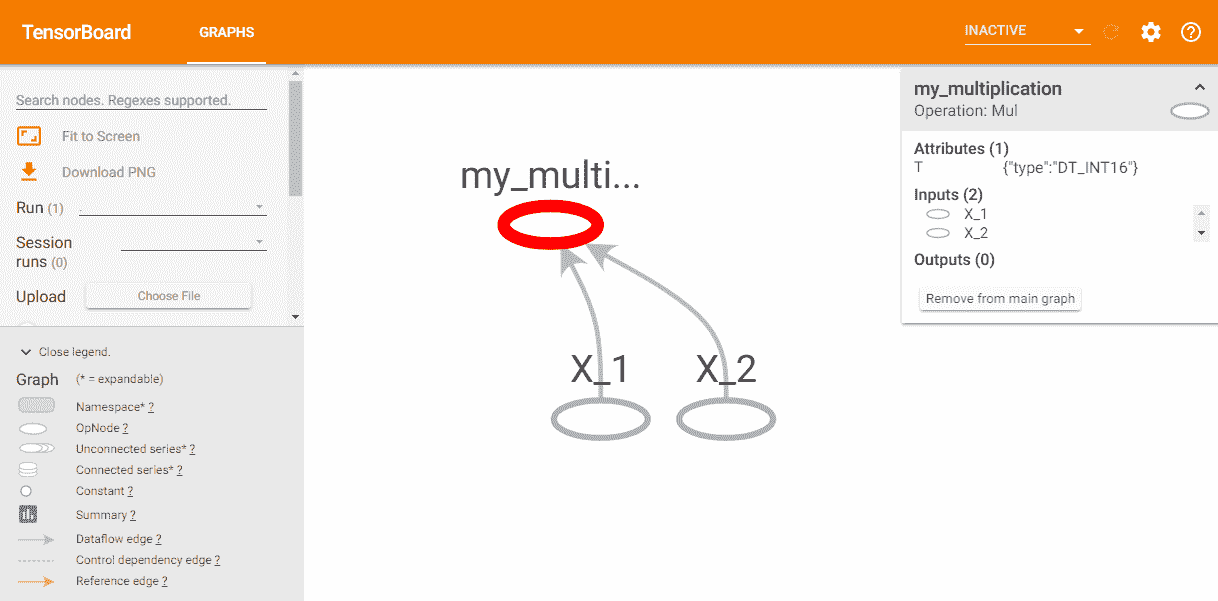 TensorBoard
GRAPHS
INACTIVE
Search nodes. Regexes supported.
Fit to Screen
Download PNG
Run (1)
Session
runs (0)
Upload
Choose File
Close legend.
Graph
(* = expandable)
Namespace* ?
OpNode ?
Unconnected series* ?
Connected series* ?
Constant ?
Summary ?
Dataflow edge ?
Control dependency edge ?
Reference edge ?
my_multi...
X_1
X_2
my_multiplication
Operation: Mul
Attributes (1)
T {"type":"DT_INT16"}
Inputs (2)
X_1
X_2
Outputs (0)
Remove from main graph